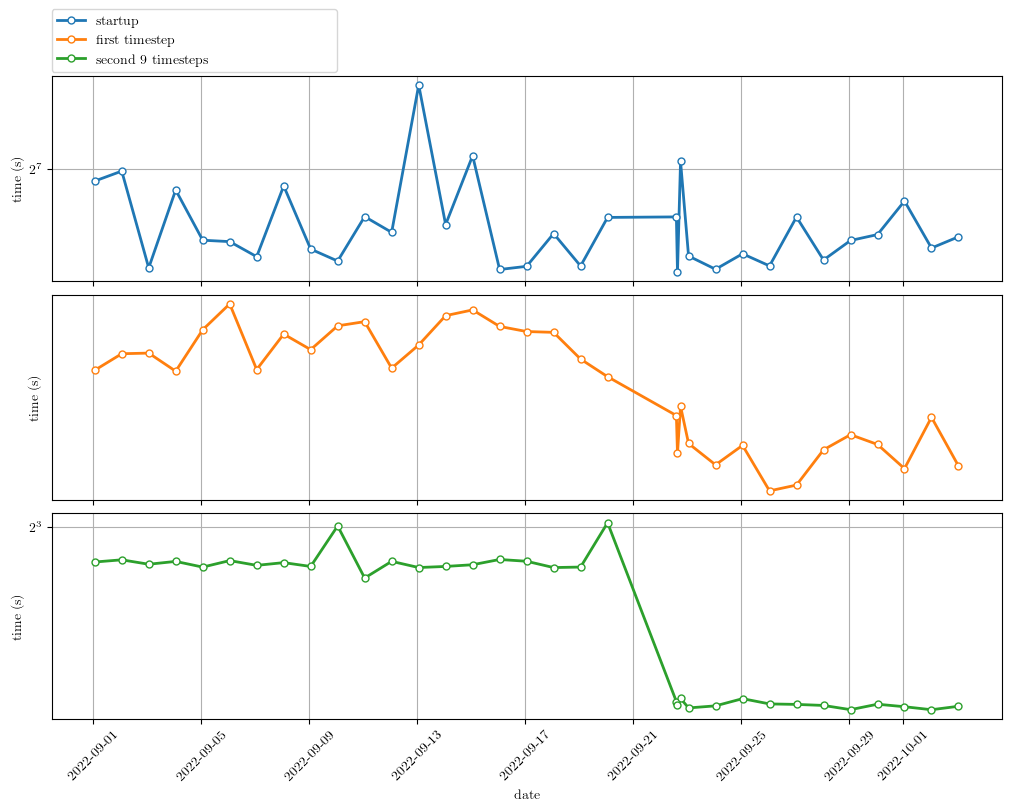 startup
first timestep
second 9 timesteps
time (s)
2^7
time (s)
time (s)
2^3
2022-09-01
2022-09-05
2022-09-09
2022-09-13
2022-09-17
2022-09-21
2022-09-25
2022-09-29
2022-10-01
date